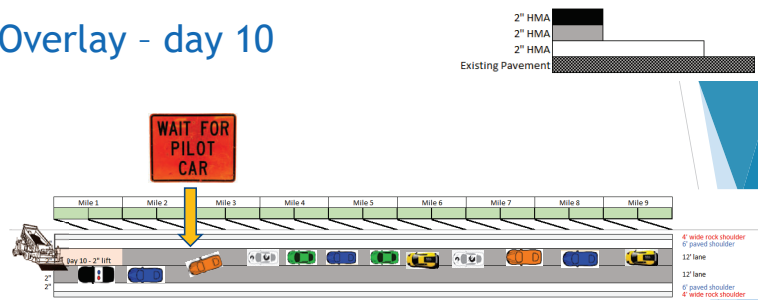 Overlay – day 10
2" HMA
2" HMA
2" HMA
Existing Pavement
WAIT FOR
PILOT
CAR
Mile 1 Mile 2 Mile 3 Mile 4 Mile 5 Mile 6 Mile 7 Mile 8 Mile 9
4' wide rock shoulder
6' paved shoulder
Day 10 - 2" lift
12' lane
2"
2"
12' lane
6' paved shoulder
4' wide rock shoulder